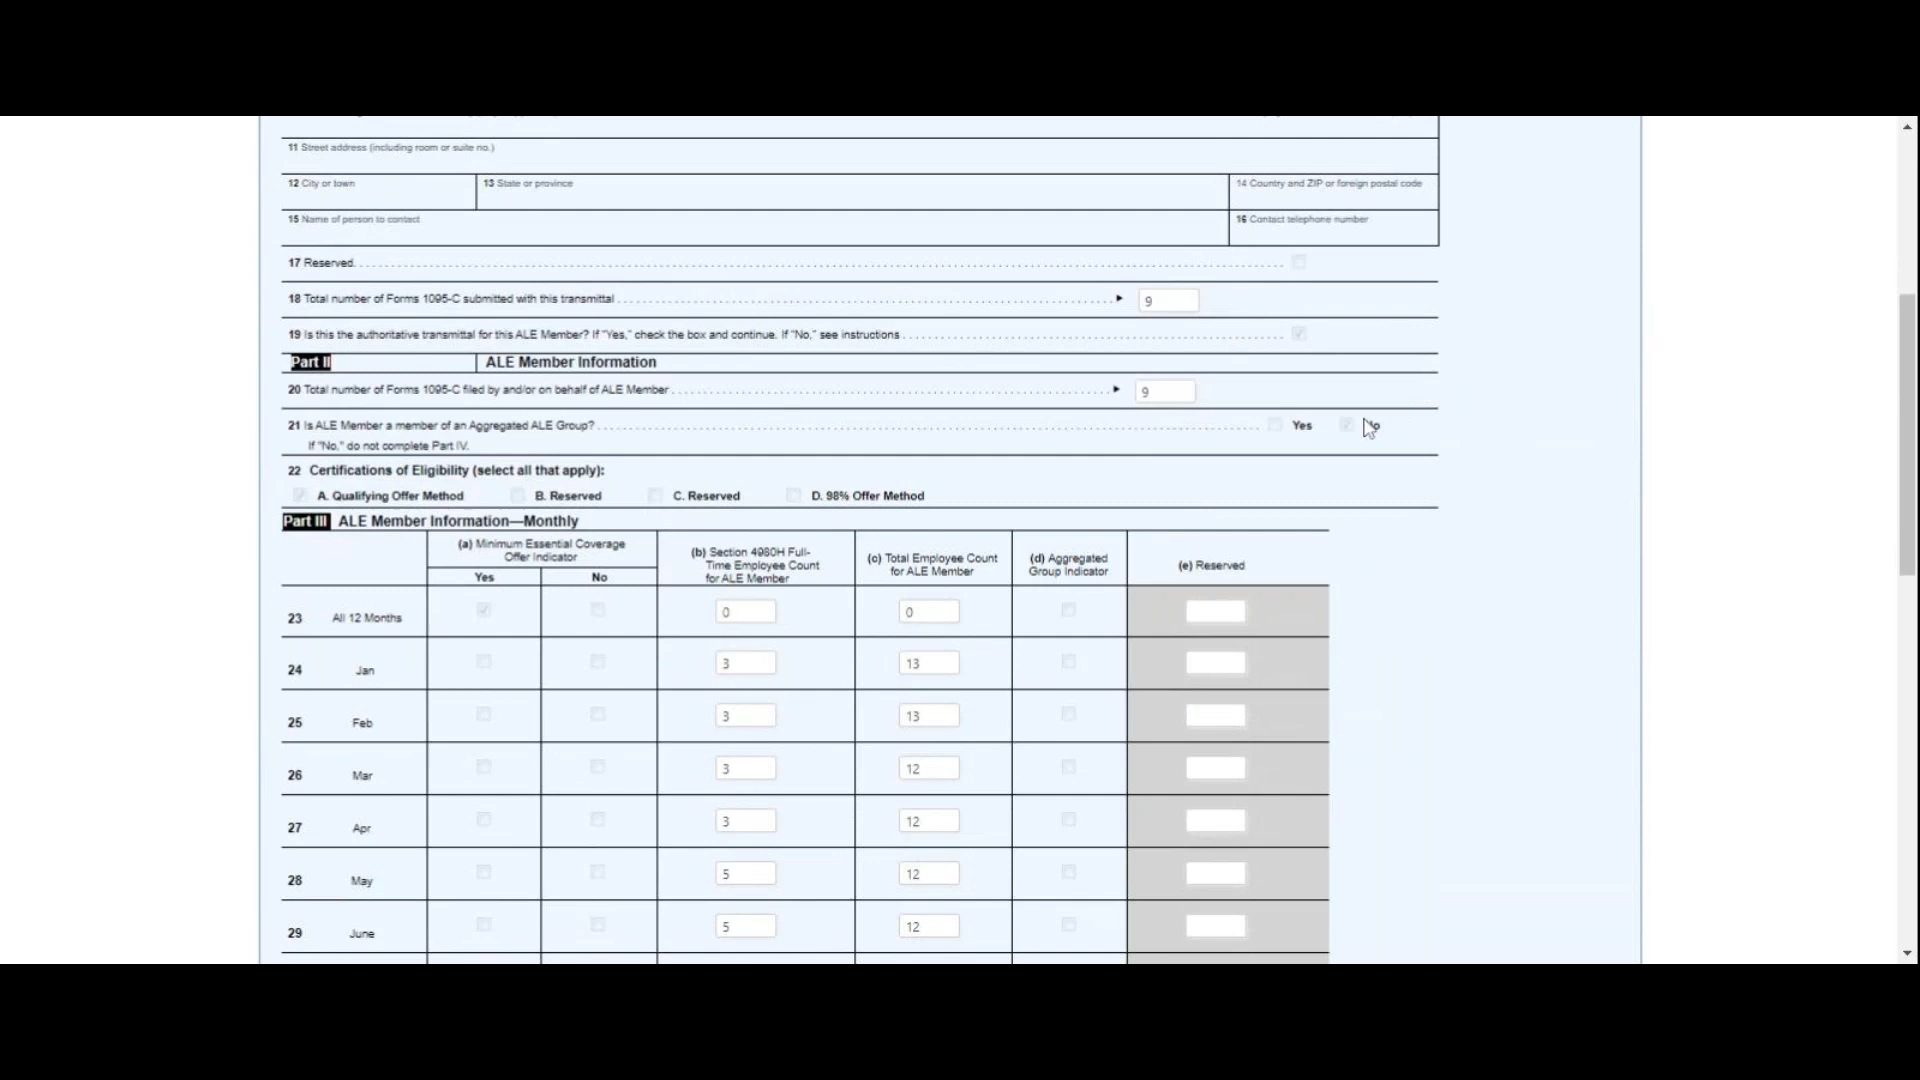 11 Street address (including room or suite no.)
12 City or town 13 State or province 14 Country and ZIP or foreign postal code
15 Name of person to contact 16 Contact telephone number
17 Reserved
18 Total number of Forms 1095-C submitted with this transmittal ► 9
19 Is this the authoritative transmittal for this ALE Member? If "Yes," check the box and continue. If "No," see instructions
Part II ALE Member Information
20 Total number of Forms 1095-C filed by and/or on behalf of ALE Member ► 9
21 Is ALE Member a member of an Aggregated ALE Group? Yes
If "No," do not complete Part IV.
22 Certifications of Eligibility (select all that apply):
A. Qualifying Offer Method B. Reserved C. Reserved D. 98% Offer Method
Part III ALE Member Information—Monthly
(a) Minimum Essential Coverage
Offer Indicator
Yes No
(b) Section 4980H Full-
Time Employee Count
for ALE Member
(c) Total Employee Count
for ALE Member
(d) Aggregated
Group Indicator
(e) Reserved
23 All 12 Months 0 0
24 Jan 3 13
25 Feb 3 13
26 Mar 3 12
27 Apr 3 12
28 May 5 12
29 June 5 12